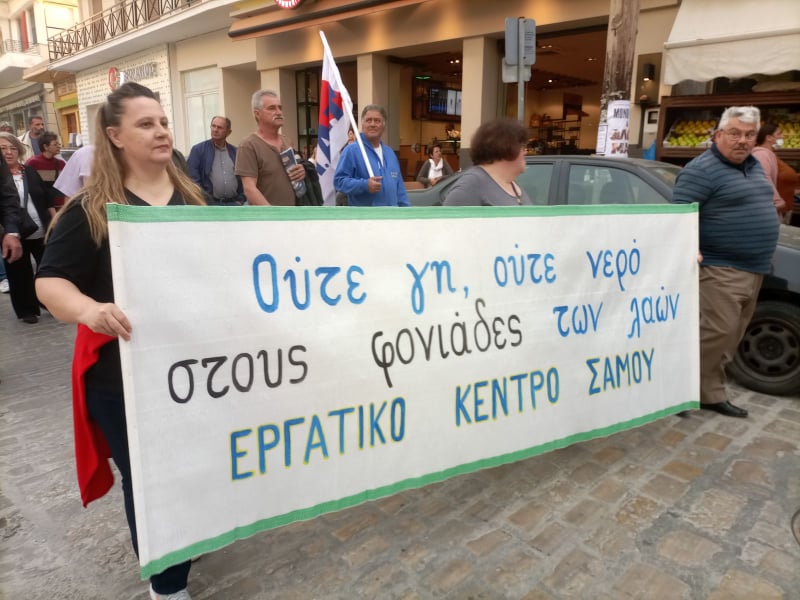 Ούτε γη, ούτε νερό
στους φονιάδες των λαών
ΕΡΓΑΤΙΚΟ ΚΕΝΤΡΟ ΣΑΜΟΥ